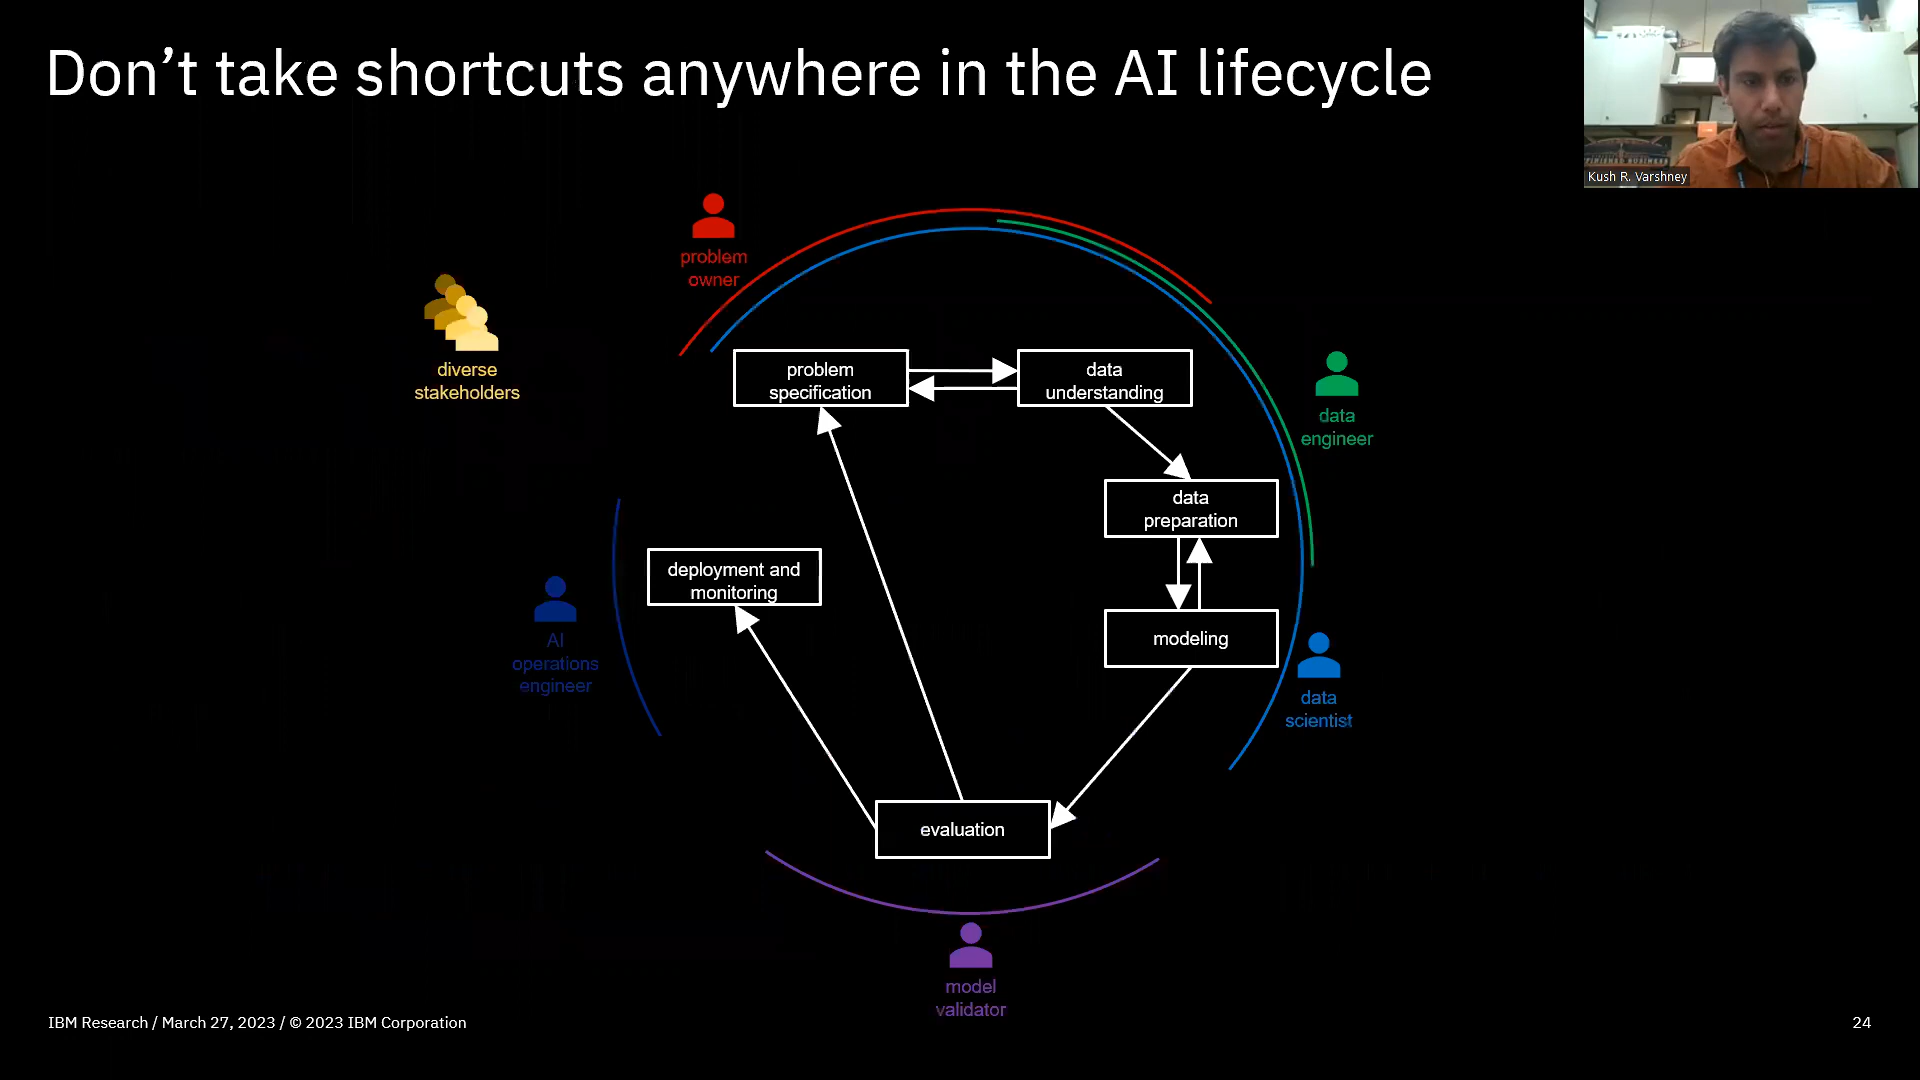 Don’t take shortcuts anywhere in the AI lifecycle
Kush R. Varshney
problem
owner
diverse
stakeholders
problem
specification
data
understanding
data
engineer
data
preparation
deployment and
monitoring
AI
operations
engineer
modeling
data
scientist
evaluation
model
validator
IBM Research / March 27, 2023 / © 2023 IBM Corporation
24